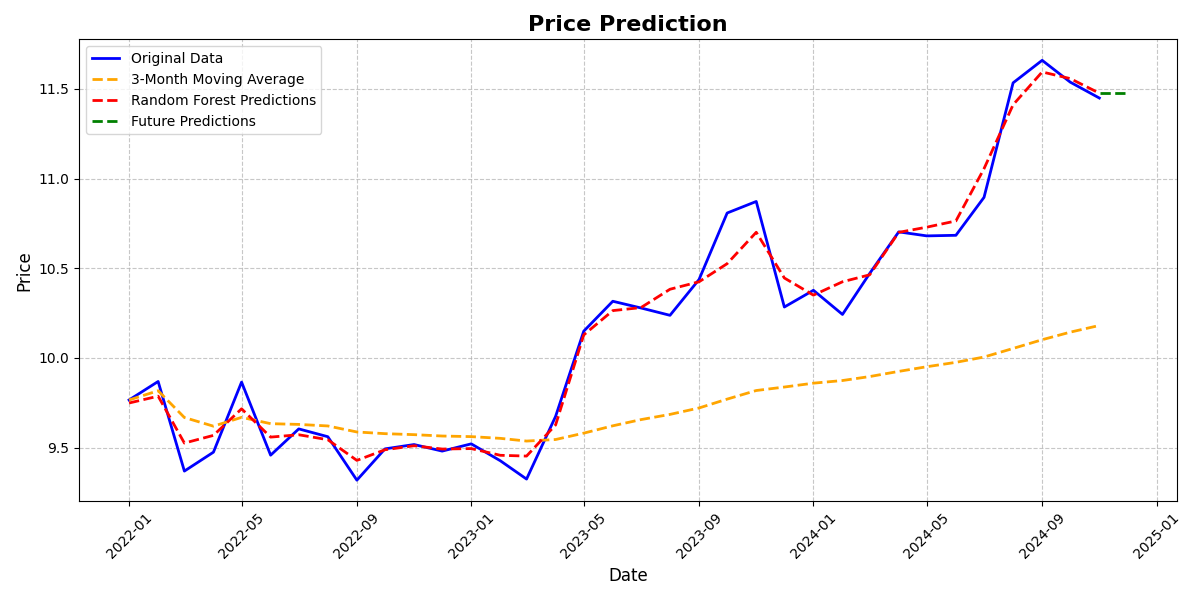 Price Prediction
Original Data
3-Month Moving Average
Random Forest Predictions
Future Predictions
Price
11.5
11.0
10.5
10.0
9.5
2022-01
2022-05
2022-09
2023-01
2023-05
2023-09
2024-01
2024-05
2024-09
2025-01
Date